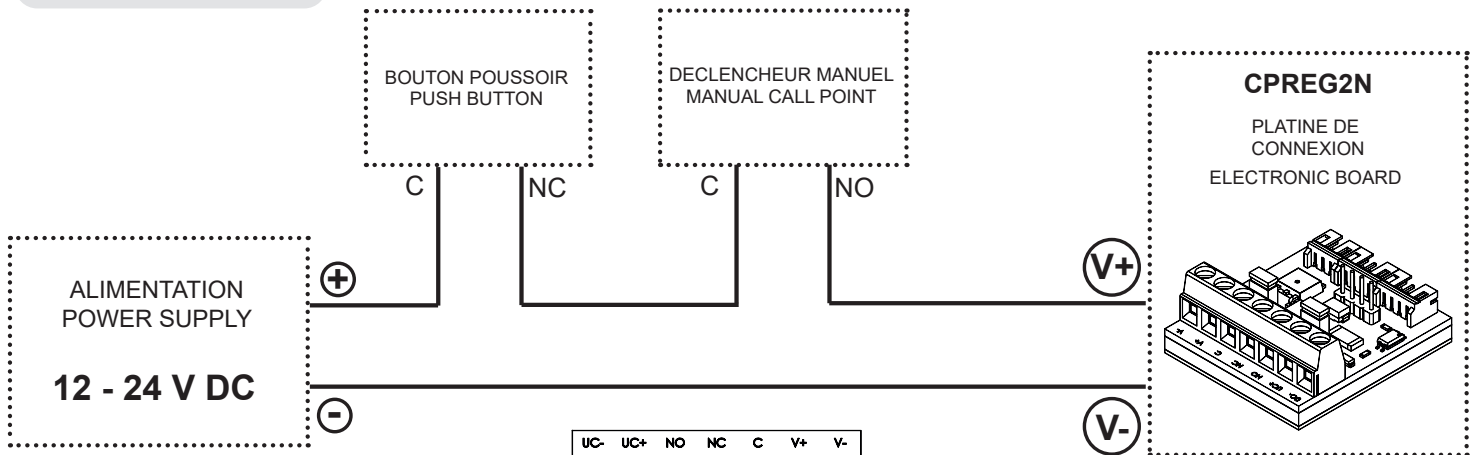 BOUTON POUSSOIR
PUSH BUTTON
DECLENCHEUR MANUEL
MANUAL CALL POINT
CPREG2N
PLATINE DE
CONNEXION
ELECTRONIC BOARD
C
NC
C
NO
ALIMENTATION
POWER SUPPLY
12 - 24 V DC
+
-
V+
V-
UC- UC+ NO NC C V+ V-